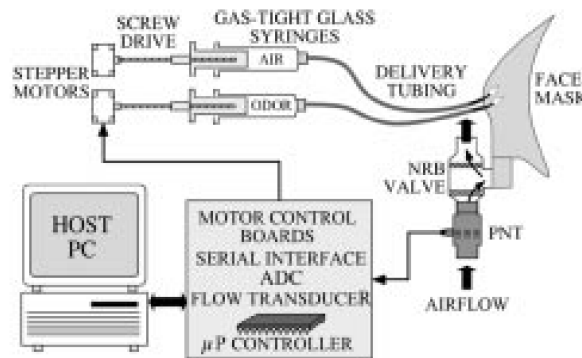 GAS-TIGHT GLASS
SYRINGES
SCREW
DRIVE
AIR
STEPPER
MOTORS
ODOR
DELIVERY
TUBING
FACE
MASK
NRB
VALVE
HOST
PC
MOTOR CONTROL
BOARDS
SERIAL INTERFACE
ADC
FLOW TRANSDUCER
µP CONTROLLER
PNT
AIRFLOW